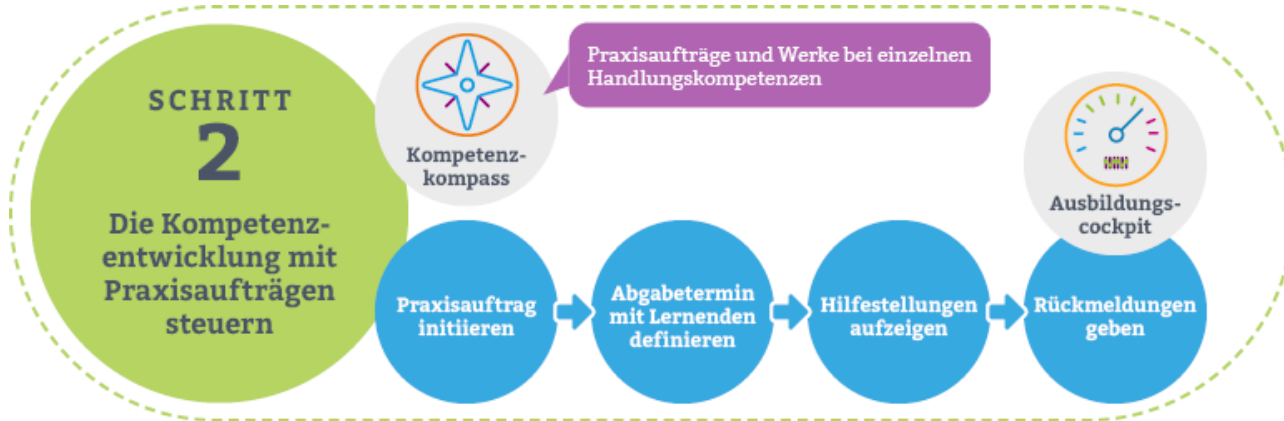 SCHRITT
2
Die Kompetenz-
entwicklung mit
Praxisaufträgen
steuern
Kompetenz-
kompass
Praxisaufträge und Werke bei einzelnen
Handlungskompetenzen
Ausbildungs-
cockpit
Praxisauftrag
initiieren
Abgabetermin
mit Lernenden
definieren
Hilfestellungen
aufzeigen
Rückmeldungen
geben